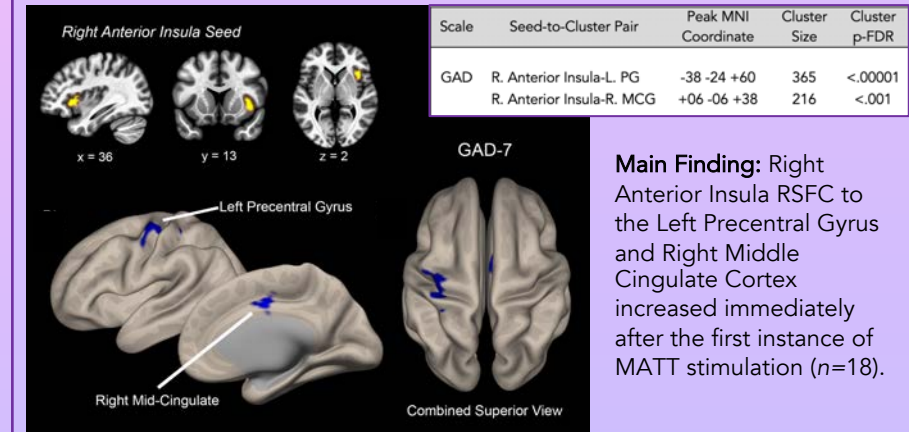 Right Anterior Insula Seed
x = 36
y = 13
z = 2
Scale Seed-to-Cluster Pair Peak MNI Coordinate Cluster Size Cluster p-FDR
GAD R. Anterior Insula-L. PG -38 -24 +60 365 <.00001
R. Anterior Insula-R. MCG +06 -06 +38 216 <.001
GAD-7
Left Precentral Gyrus
Right Mid-Cingulate
Combined Superior View
Main Finding: Right
Anterior Insula RSFC to
the Left Precentral Gyrus
and Right Middle
Cingulate Cortex
increased immediately
after the first instance of
MATT stimulation (n=18).